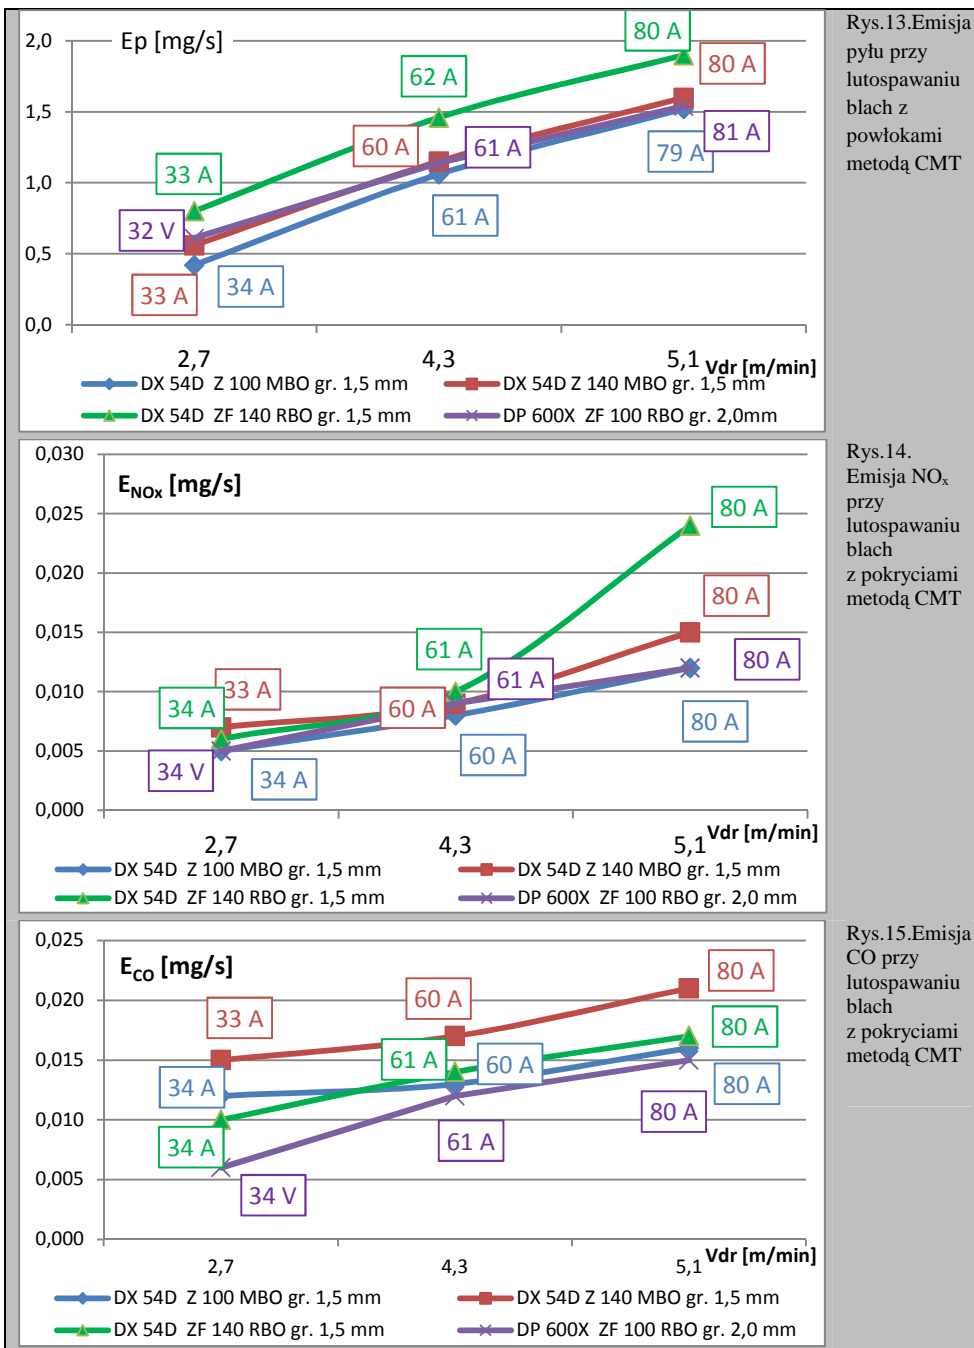 Ep [mg/s]
2,0
1,5
1,0
0,5
0,0
33 A
62 A
80 A
80 A
60 A
61 A
81 A
79 A
32 V
61 A
33 A
34 A
2,7
4,3
5,1
Vdr [m/min]
DX 54D Z 100 MBO gr. 1,5 mm
DX 54D Z 140 MBO gr. 1,5 mm
DX 54D ZF 140 RBO gr. 1,5 mm
DP 600X ZF 100 RBO gr. 2,0mm
Rys.13.Emisja
pyłu przy
lutospawaniu
blach z
powłokami
metodą CMT
E_NOx [mg/s]
0,030
0,025
0,020
0,015
0,010
0,005
0,000
80 A
80 A
61 A
61 A
80 A
33 A
34 A
60 A
80 A
60 A
34 V
34 A
2,7
4,3
5,1
Vdr [m/min]
DX 54D Z 100 MBO gr. 1,5 mm
DX 54D Z 140 MBO gr. 1,5 mm
DX 54D ZF 140 RBO gr. 1,5 mm
DP 600X ZF 100 RBO gr. 2,0 mm
Rys.14.
Emisja NOx
przy
lutospawaniu
blach
z pokryciami
metodą CMT
E_CO [mg/s]
0,025
0,020
0,015
0,010
0,005
0,000
80 A
60 A
33 A
80 A
61 A
60 A
34 A
80 A
80 A
61 A
34 A
34 V
2,7
4,3
5,1
Vdr [m/min]
DX 54D Z 100 MBO gr. 1,5 mm
DX 54D Z 140 MBO gr. 1,5 mm
DX 54D ZF 140 RBO gr. 1,5 mm
DP 600X ZF 100 RBO gr. 2,0 mm
Rys.15.Emisja
CO przy
lutospawaniu
blach
z pokryciami
metodą CMT